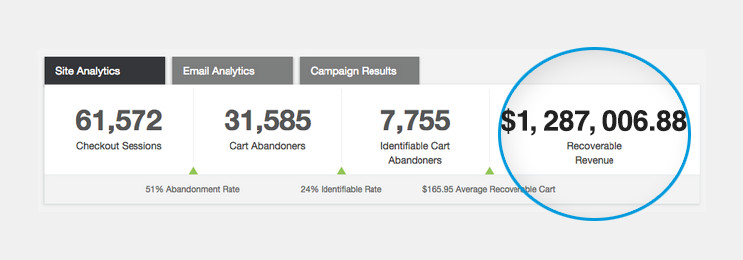 Site Analytics
Email Analytics
Campaign Results
61,572
Checkout Sessions
31,585
Cart Abandoners
7,755
Identifiable Cart
Abandoners
$1, 287, 006.88
Recoverable
Revenue
51% Abandonment Rate
24% Identifiable Rate
$165.95 Average Recoverable Cart